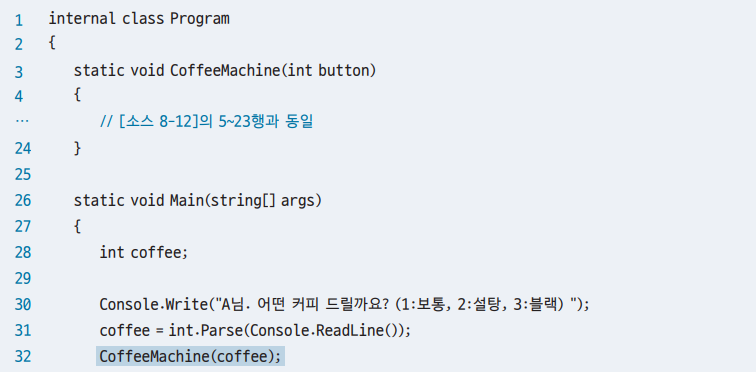 1 internal class Program
2 {
3 static void CoffeeMachine(int button)
4 {
… // [소스 8-12]의 5~23행과 동일
24 }
25
26 static void Main(string[] args)
27 {
28 int coffee;
29
30 Console.Write("A님. 어떤 커피 드릴까요? (1:보통, 2:설탕, 3:블랙) ");
31 coffee = int.Parse(Console.ReadLine());
32 CoffeeMachine(coffee);